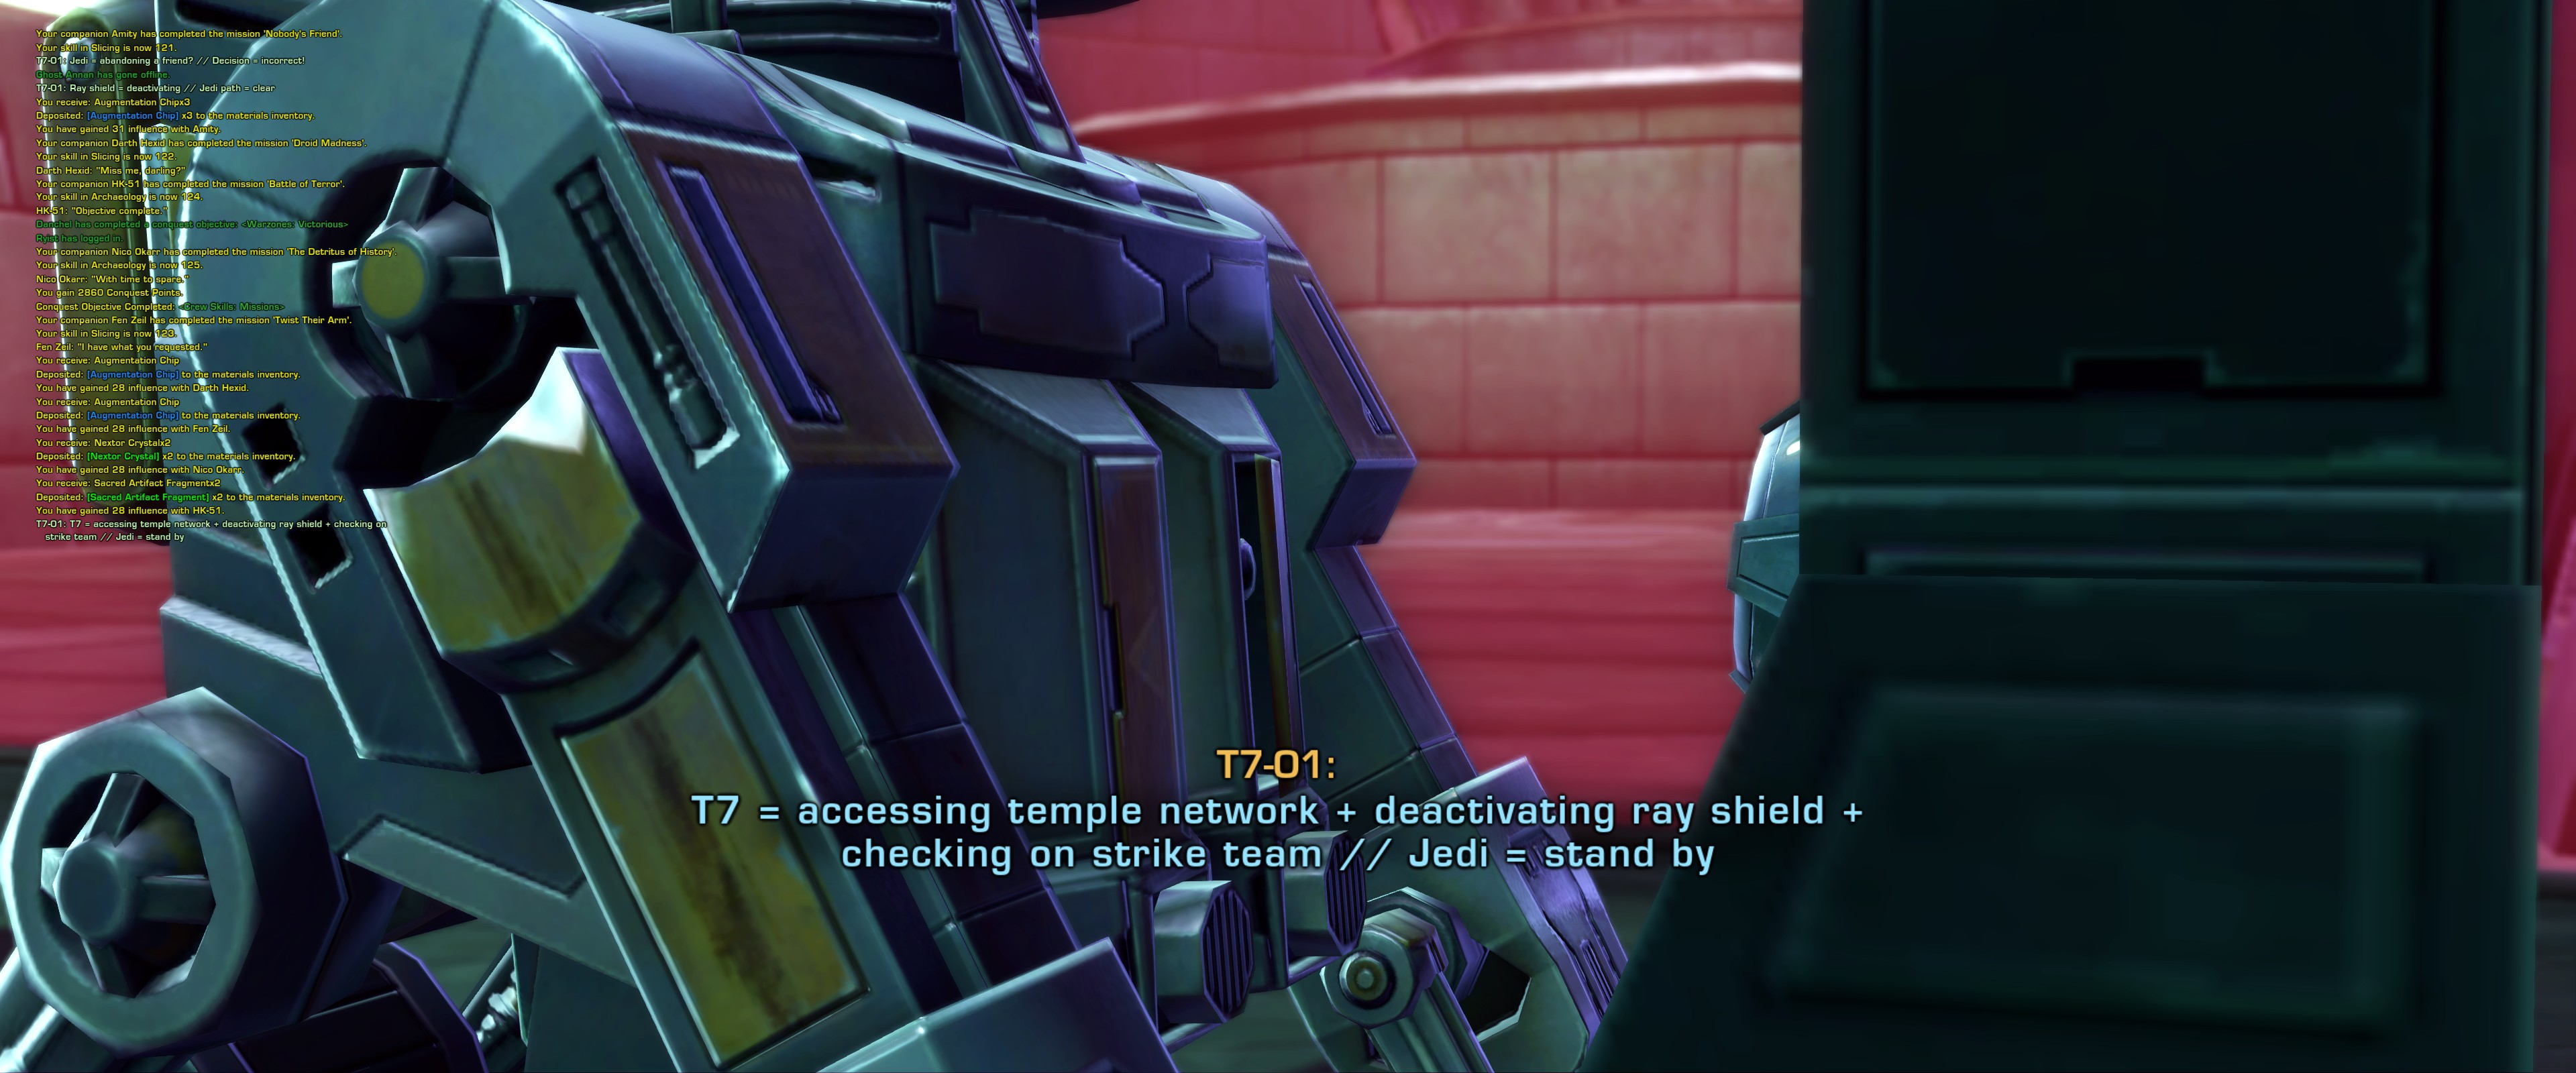 Your companion Amity has completed the mission 'Nobody's Friend'.
Your skill in Slicing is now 121.
T7-01: Jedi = abandoning a friend? // Decision = incorrect!
Ghost Annan has gone offline.
T7-01: Ray shield = deactivating // Jedi path = clear
You receive: Augmentation Chipx3
Deposited: [Augmentation Chip] x3 to the materials inventory.
You have gained 31 influence with Amity.
Your companion Darth Hexid has completed the mission 'Droid Madness'.
Your skill in Slicing is now 122.
Darth Hexid: "Miss me, darling?"
Your companion HK-51 has completed the mission 'Battle of Terror'.
Your skill in Archaeology is now 124.
HK-51: "Objective complete."
Danchel has completed a conquest objective: <Warzones: Victorious>
Ryist has logged in.
Your companion Nico Okarr has completed the mission 'The Detritus of History'.
Your skill in Archaeology is now 125.
Nico Okarr: "With time to spare."
You gain 2860 Conquest Points.
Conquest Objective Completed: <Crew Skills: Missions>
Your companion Fen Zeil has completed the mission 'Twist Their Arm'.
Your skill in Slicing is now 123.
Fen Zeil: "I have what you requested."
You receive: Augmentation Chip
Deposited: [Augmentation Chip] to the materials inventory.
You have gained 28 influence with Darth Hexid.
You receive: Augmentation Chip
Deposited: [Augmentation Chip] to the materials inventory.
You have gained 28 influence with Fen Zeil.
You receive: Nextor Crystalx2
Deposited: [Nextor Crystal] x2 to the materials inventory.
You have gained 28 influence with Nico Okarr.
You receive: Sacred Artifact Fragmentx2
Deposited: [Sacred Artifact Fragment] x2 to the materials inventory.
You have gained 28 influence with HK-51.
T7-01: T7 = accessing temple network + deactivating ray shield + checking on
strike team // Jedi = stand by
T7-01:
T7 = accessing temple network + deactivating ray shield +
checking on strike team // Jedi = stand by